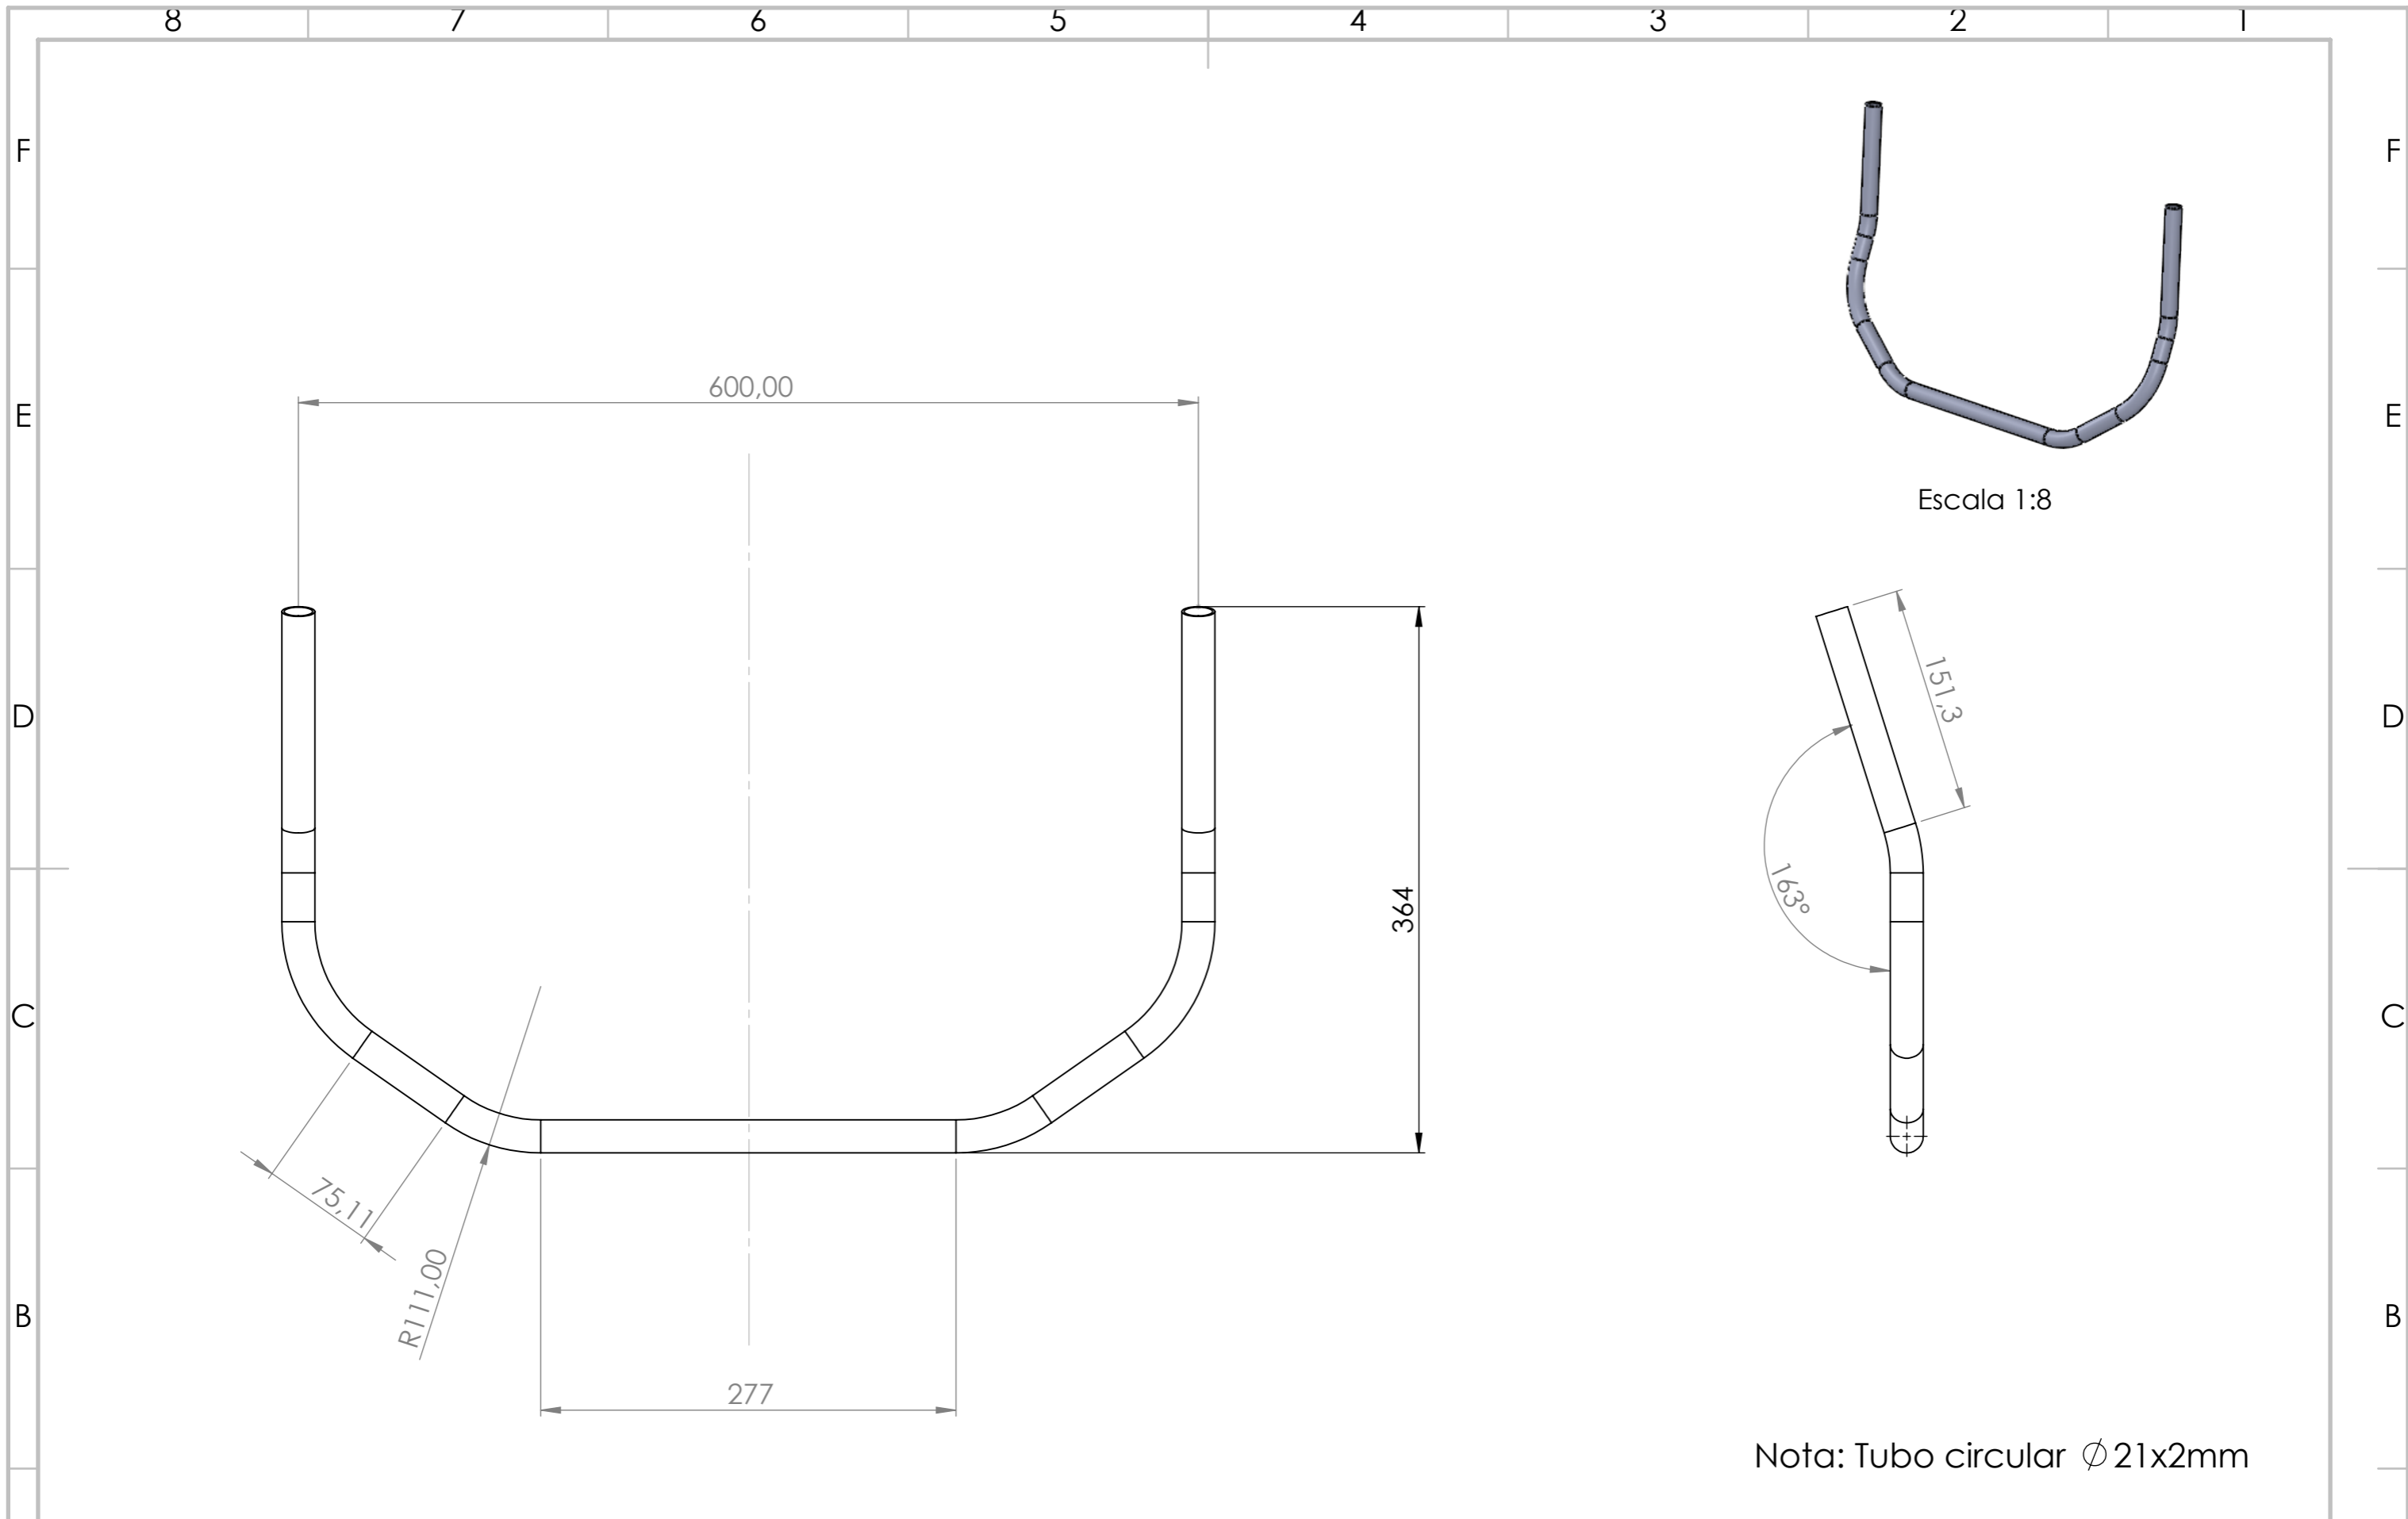 8 7 6 5 4 3 2 1
F F
Escala 1:8
600,00
E E
151,3
D D
163°
364
C C
75,11
R111,00
B B
277
Nota: Tubo circular ∅21x2mm